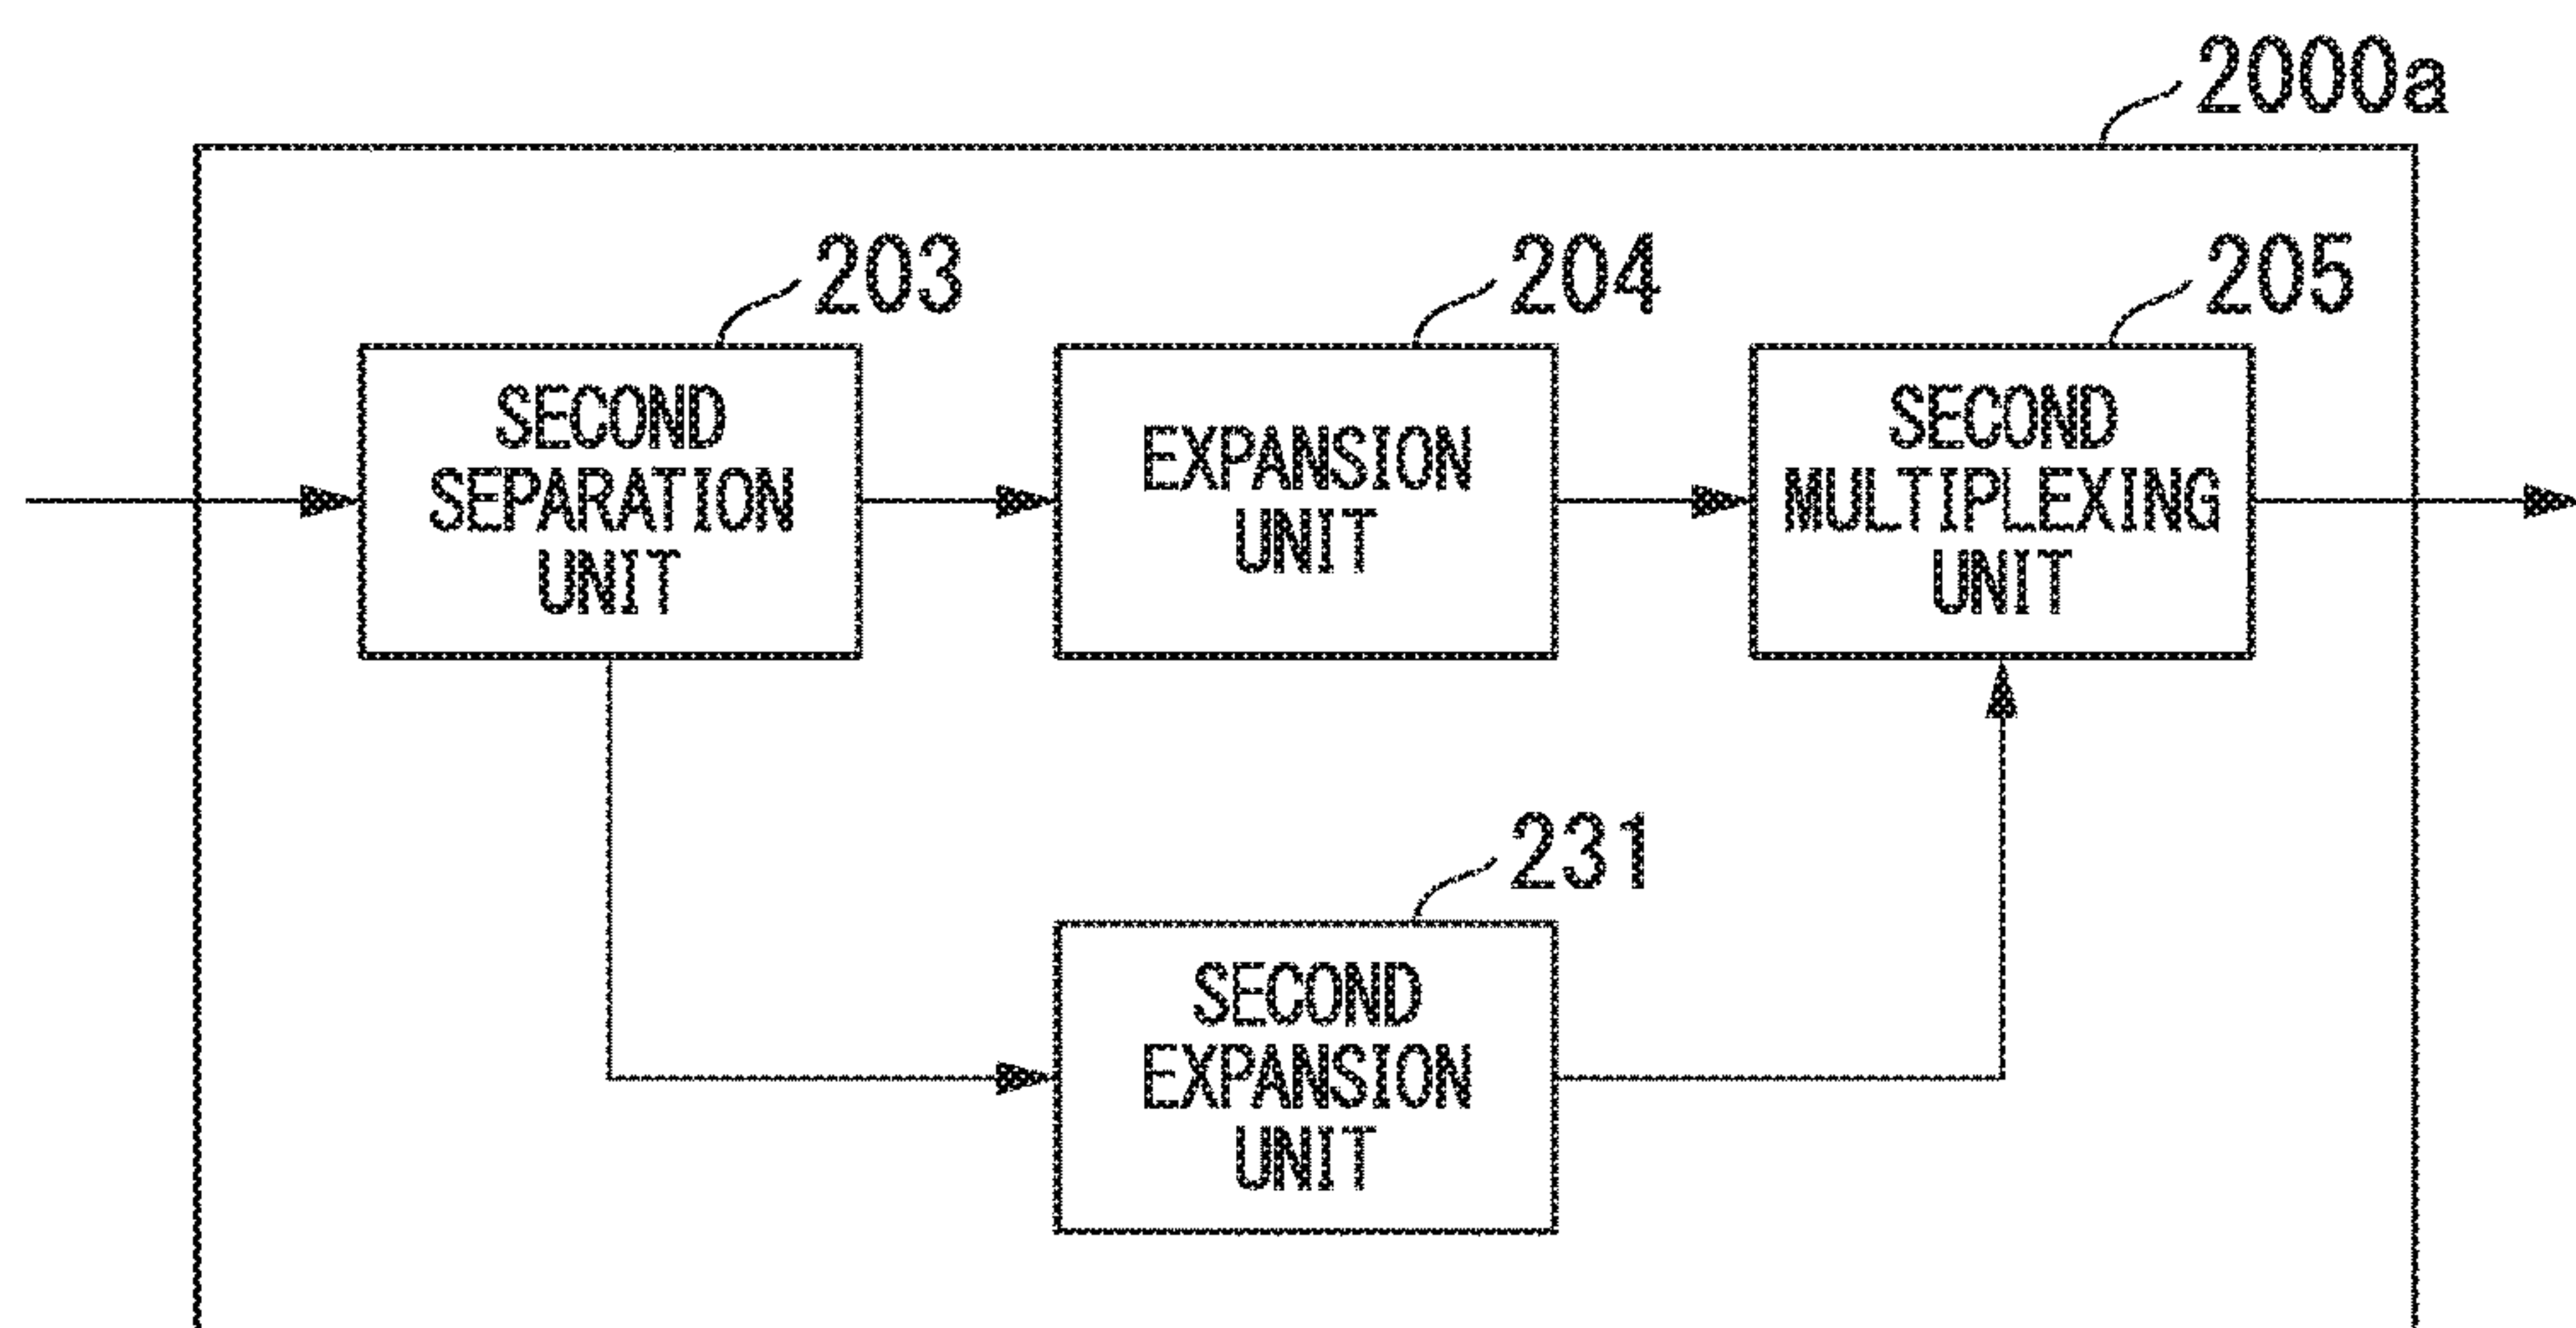 2000a
203
SECOND
SEPARATION
UNIT
204
EXPANSION
UNIT
205
SECOND
MULTIPLEXING
UNIT
231
SECOND
EXPANSION
UNIT